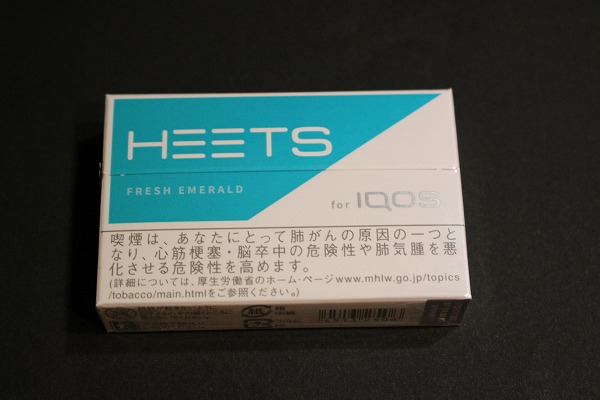 HEETS
FRESH EMERALD
for IQOS
喫煙は、あなたにとって肺がんの原因の一つと
なり、心筋梗塞・脳卒中の危険性や肺気腫を悪
化させる危険性を高めます。
(詳細については、厚生労働省のホーム・ページwww.mhlw.go.jp/topics
/tobacco/main.htmlをご参照ください。)
紙